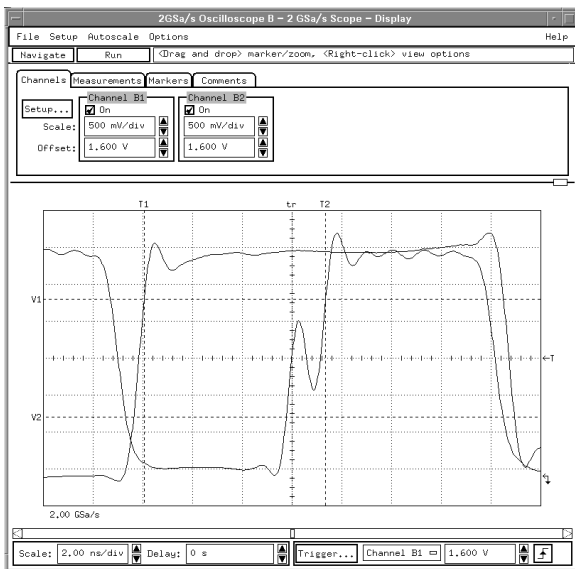 2GSa/s Oscilloscope B - 2 GSa/s Scope - Display
File Setup Autoscale Options Help
Navigate Run <Drag and drop> marker/zoom, <Right-click> view options
Channels Measurements Markers Comments
Channel B1 Channel B2
Setup... On On
Scale: 500 mV/div 500 mV/div
Offset: 1.600 V 1.600 V
T1 tr T2
V1
T
V2
2.00 GSa/s
Scale: 2.00 ns/div Delay: 0 s Trigger... Channel B1 1.600 V